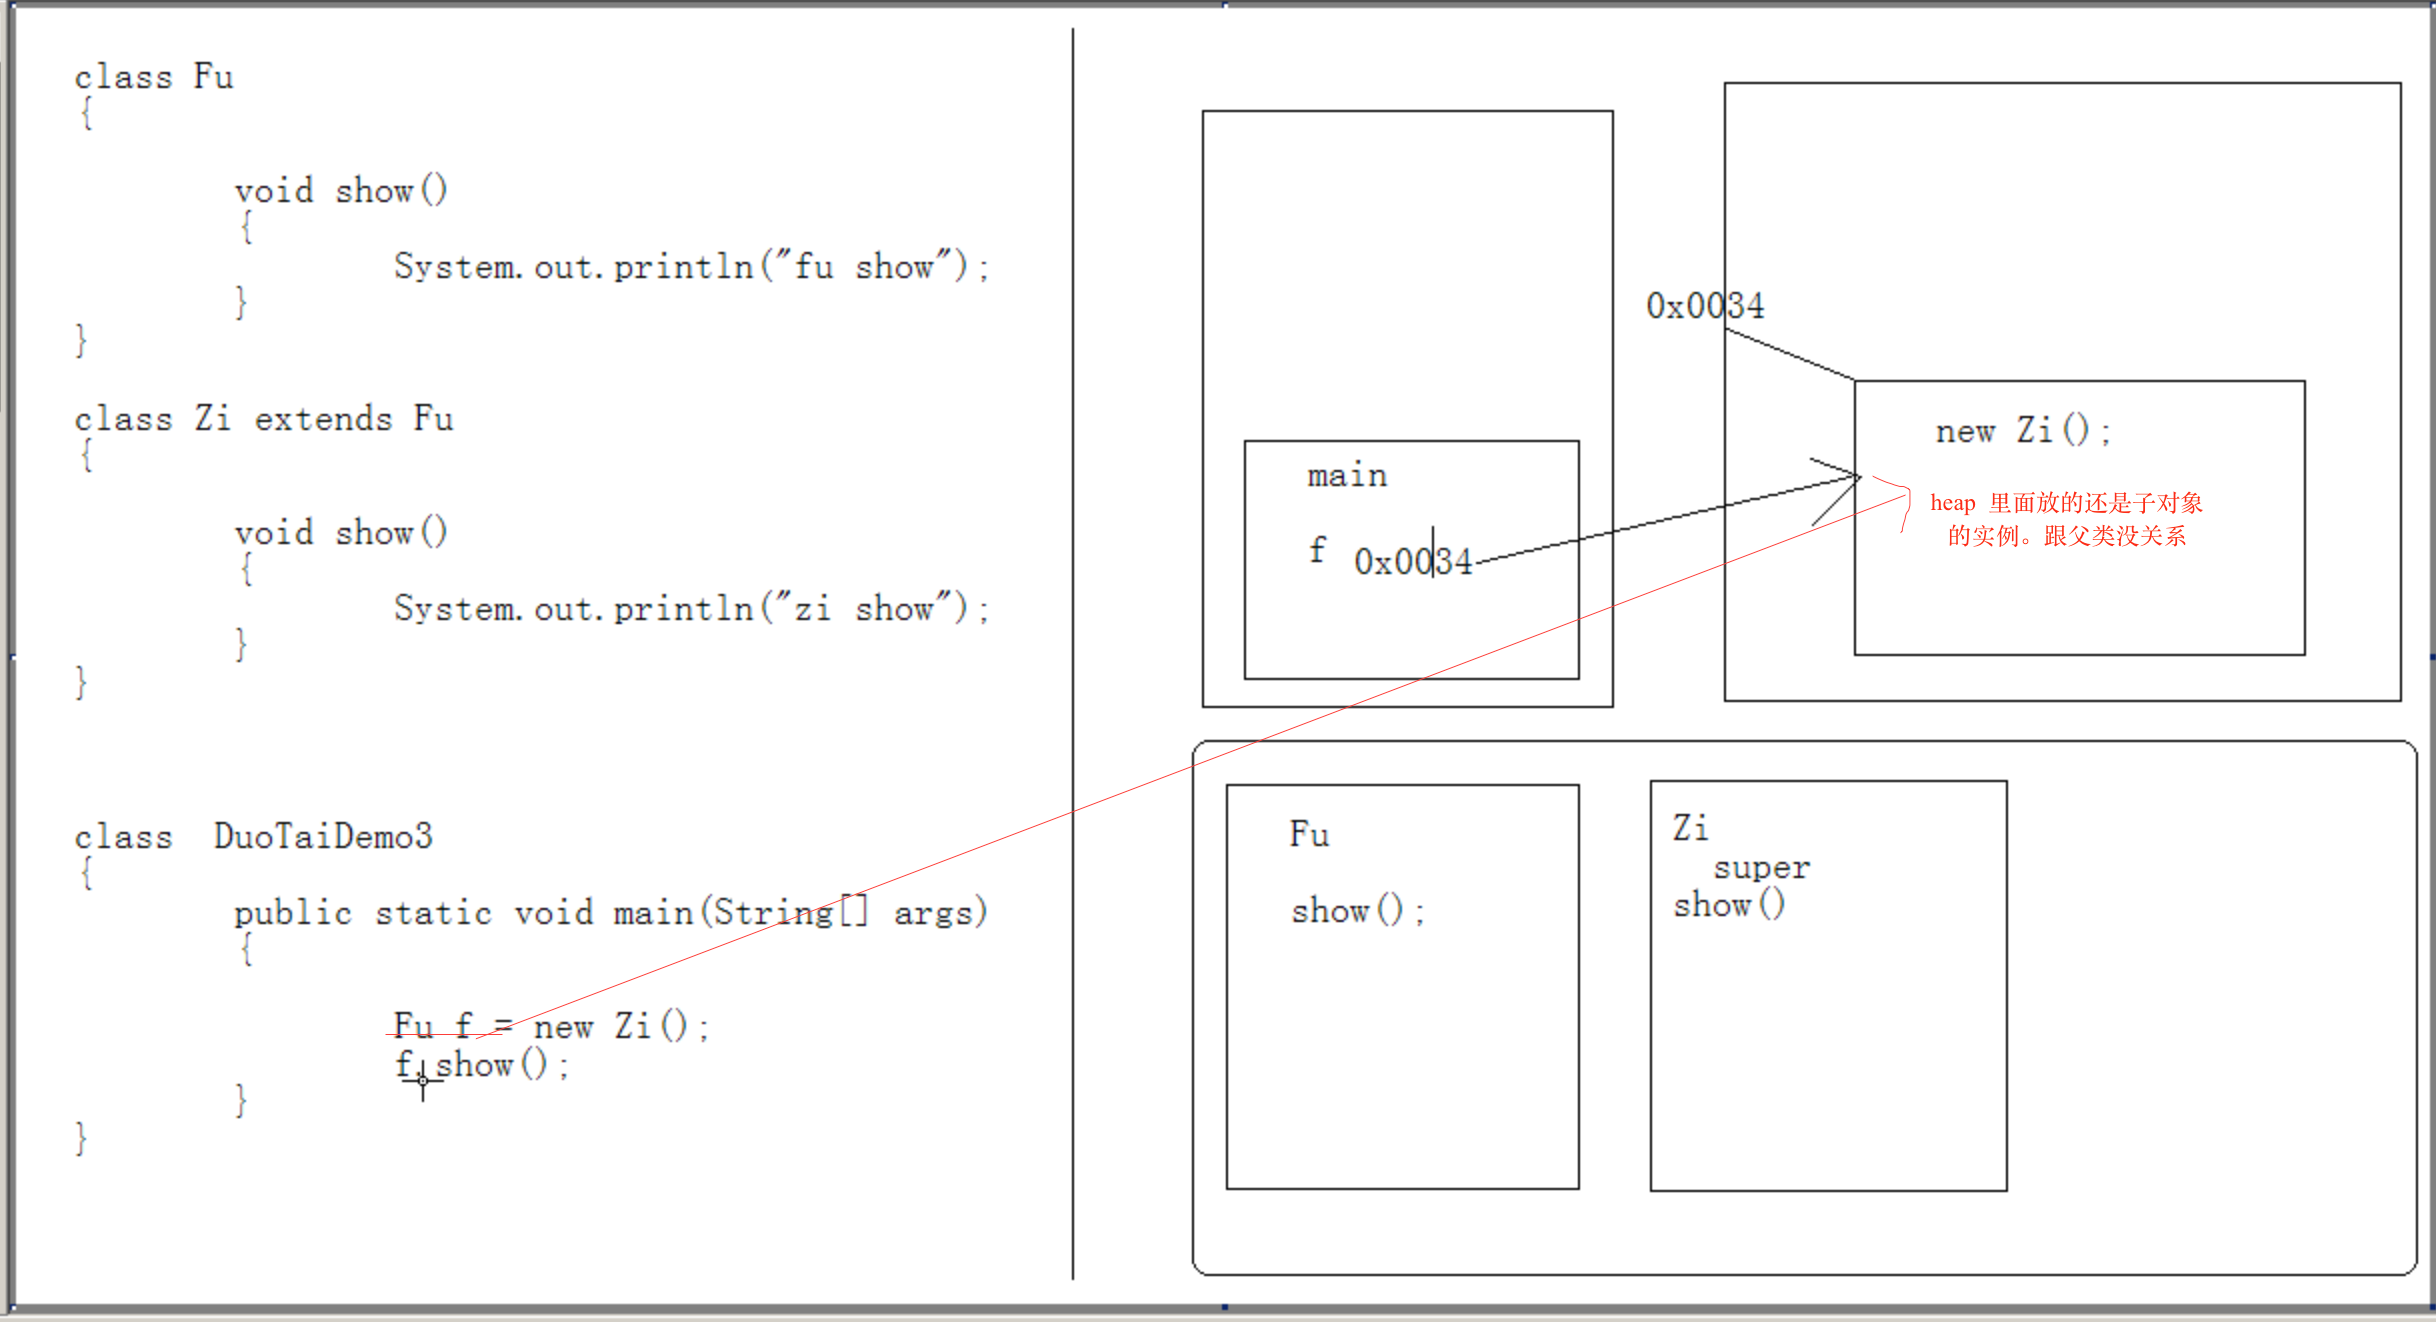 class Fu
{
void show()
{
System.out.println("fu show");
}
}
class Zi extends Fu
{
void show()
{
System.out.println("zi show");
}
}
class  DuoTaiDemo3
{
public static void main(String[] args)
{
Fu f = new Zi();
f.show();
}
}
main
f 0x0034
0x0034
new Zi();
heap 里面放的还是子对象
的实例。跟父类没关系
Fu
show();
Zi
super
show()